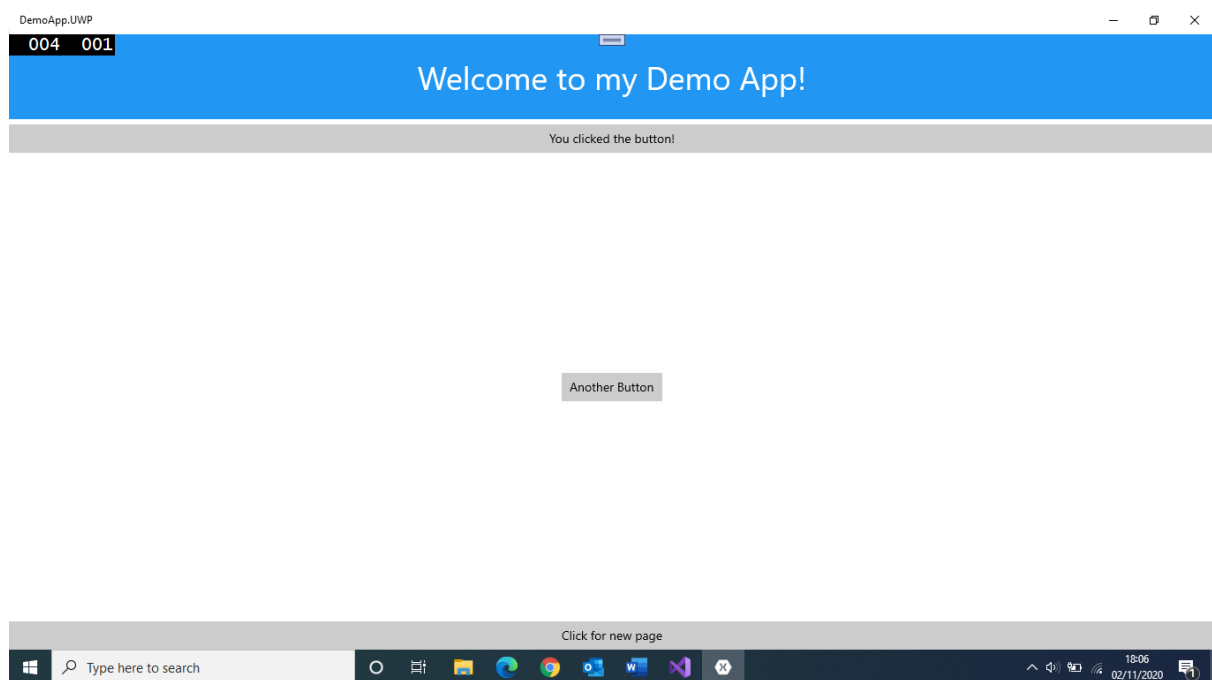 DemoApp.UWP
004 001
Welcome to my Demo App!
You clicked the button!
Another Button
Click for new page
Type here to search
18:06
02/11/2020
1